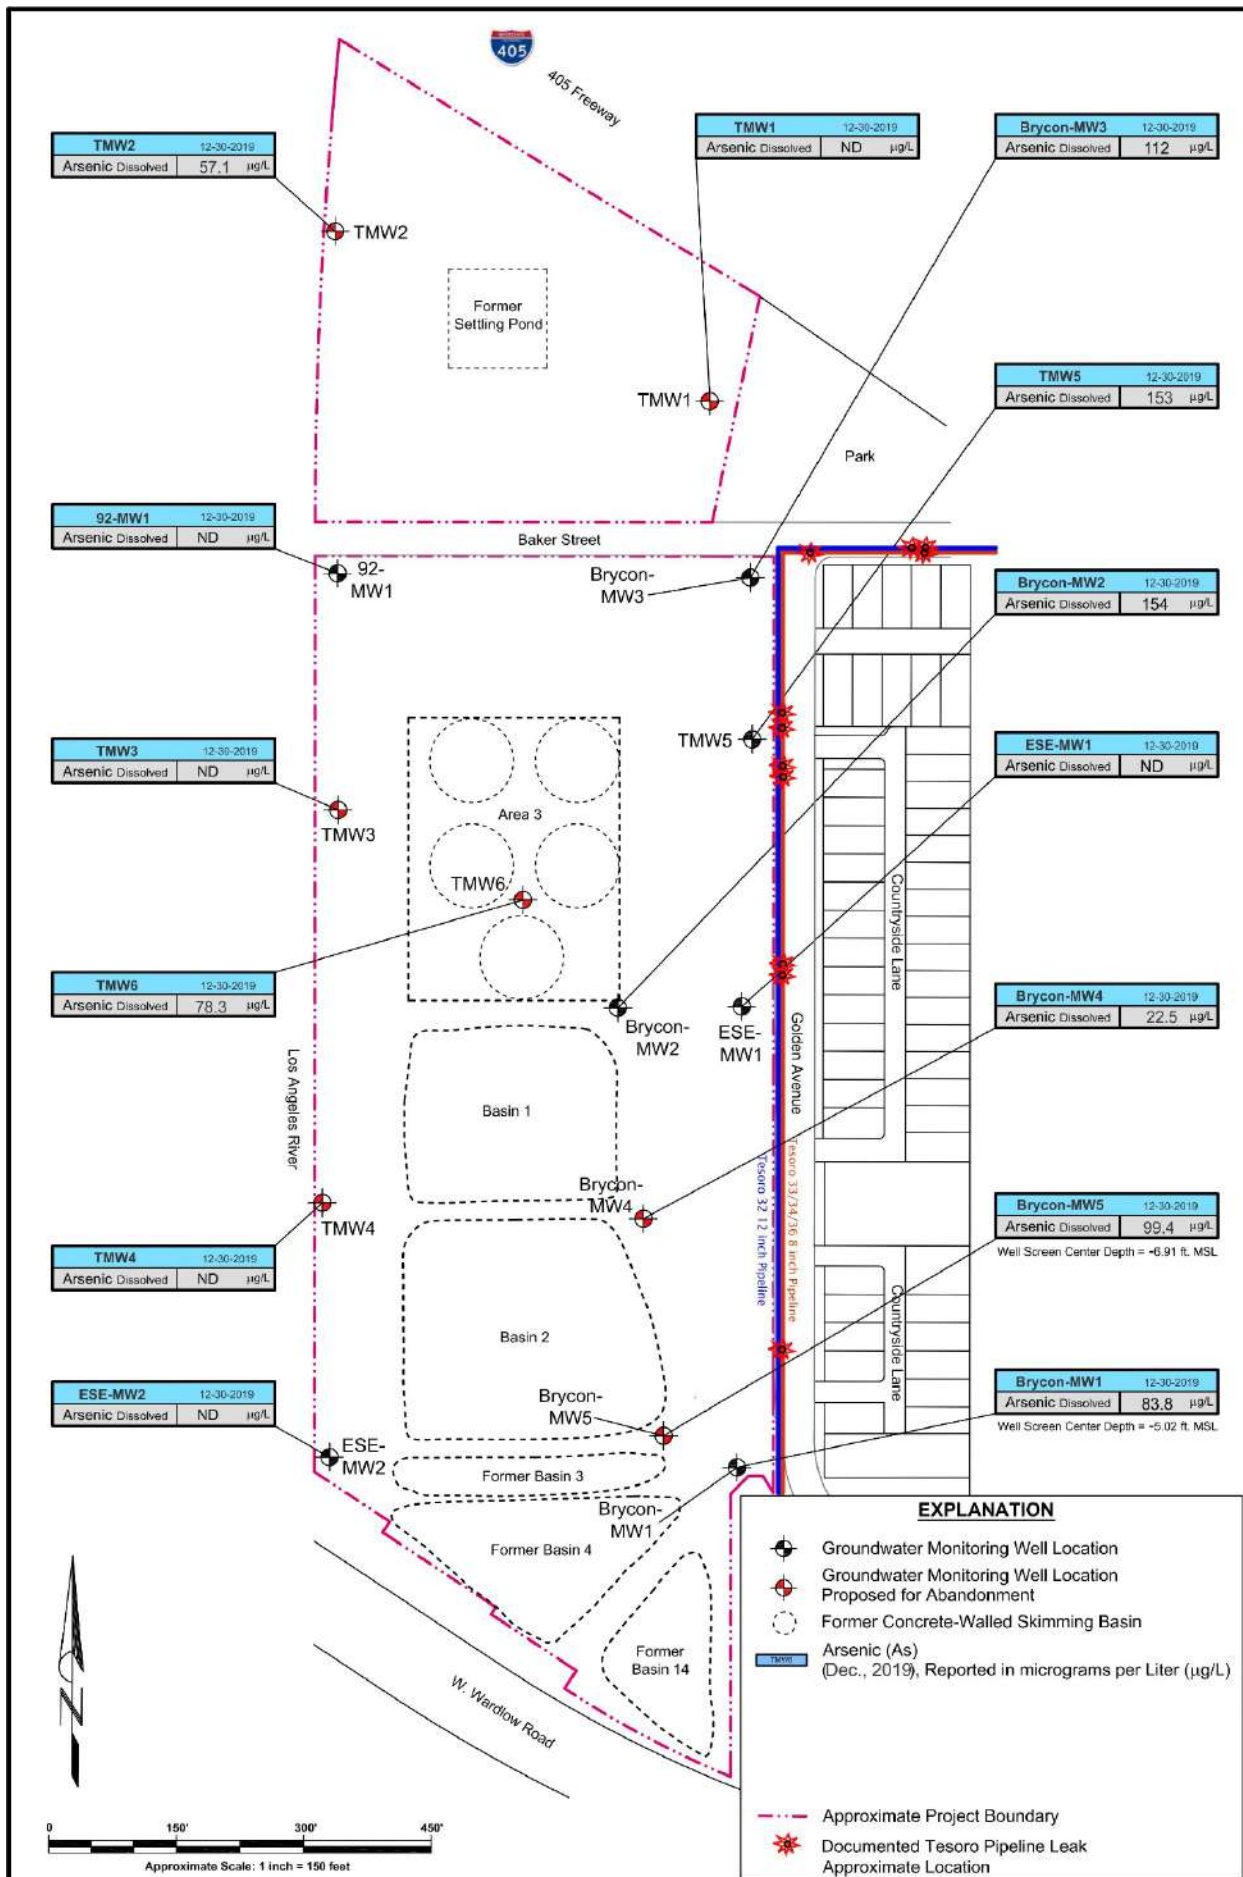 405
405 Freeway
TMW2 12-30-2019
Arsenic Dissolved 57.1 µg/L
TMW1 12-30-2019
Arsenic Dissolved ND µg/L
Brycon-MW3 12-30-2019
Arsenic Dissolved 112 µg/L
TMW2
Former
Settling Pond
TMW1
TMW5 12-30-2019
Arsenic Dissolved 153 µg/L
Park
92-MW1 12-30-2019
Arsenic Dissolved ND µg/L
Baker Street
92-
MW1
Brycon-
MW3
Brycon-MW2 12-30-2019
Arsenic Dissolved 154 µg/L
TMW3 12-30-2019
Arsenic Dissolved ND µg/L
TMW5
ESE-MW1 12-30-2019
Arsenic Dissolved ND µg/L
Area 3
TMW3
TMW6
Countryside Lane
TMW6 12-30-2019
Arsenic Dissolved 78.3 µg/L
Brycon-
MW2
ESE-
MW1
Golden Avenue
Brycon-MW4 12-30-2019
Arsenic Dissolved 22.5 µg/L
Los Angeles River
Basin 1
Tesoro 32 12 inch Pipeline
Tesoro 33/34/36 8 inch Pipeline
Brycon-
MW4
TMW4
Brycon-MW5 12-30-2019
Arsenic Dissolved 99.4 µg/L
Well Screen Center Depth = -6.91 ft. MSL
TMW4 12-30-2019
Arsenic Dissolved ND µg/L
Basin 2
Countryside Lane
ESE-MW2 12-30-2019
Arsenic Dissolved ND µg/L
Brycon-
MW5
Brycon-MW1 12-30-2019
Arsenic Dissolved 83.8 µg/L
Well Screen Center Depth = -5.02 ft. MSL
ESE-
MW2
Former Basin 3
Brycon-
MW1
Former Basin 4
Former
Basin 14
W. Wardlow Road
N
0 150' 300' 450'
Approximate Scale: 1 inch = 150 feet
EXPLANATION
Groundwater Monitoring Well Location
Groundwater Monitoring Well Location
Proposed for Abandonment
Former Concrete-Walled Skimming Basin
TMW6
Arsenic (As)
(Dec., 2019), Reported in micrograms per Liter (µg/L)
Approximate Project Boundary
Documented Tesoro Pipeline Leak
Approximate Location